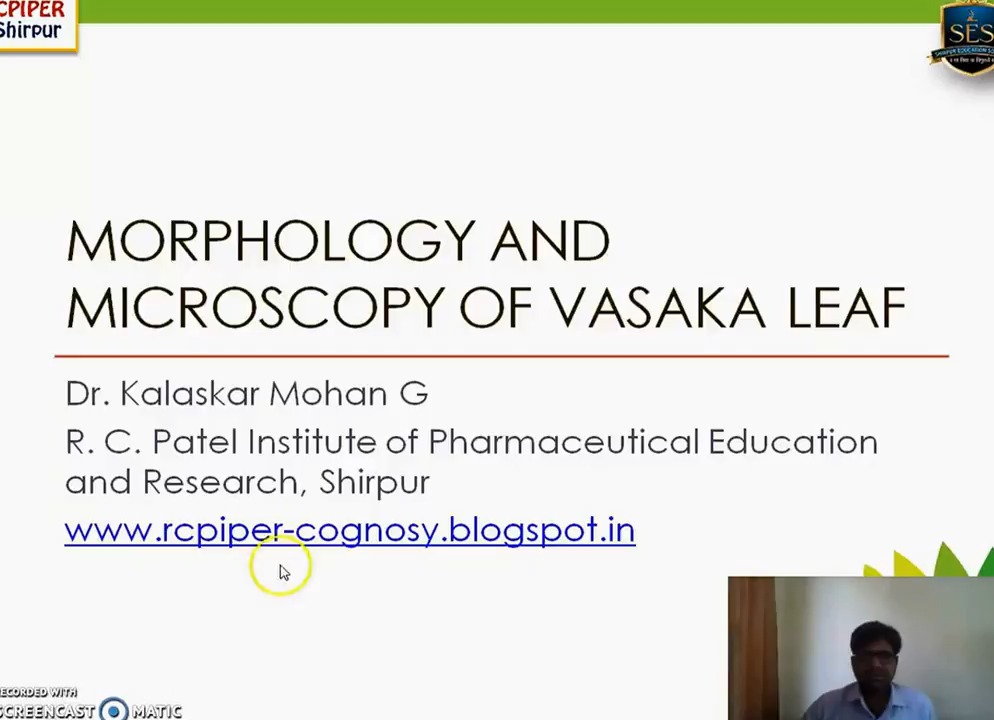 CPIPER
Shirpur
SES
MORPHOLOGY AND
MICROSCOPY OF VASAKA LEAF
Dr. Kalaskar Mohan G
R. C. Patel Institute of Pharmaceutical Education
and Research, Shirpur
www.rcpiper-cognosy.blogspot.in
RECORDED WITH
SCREENCAST MATIC